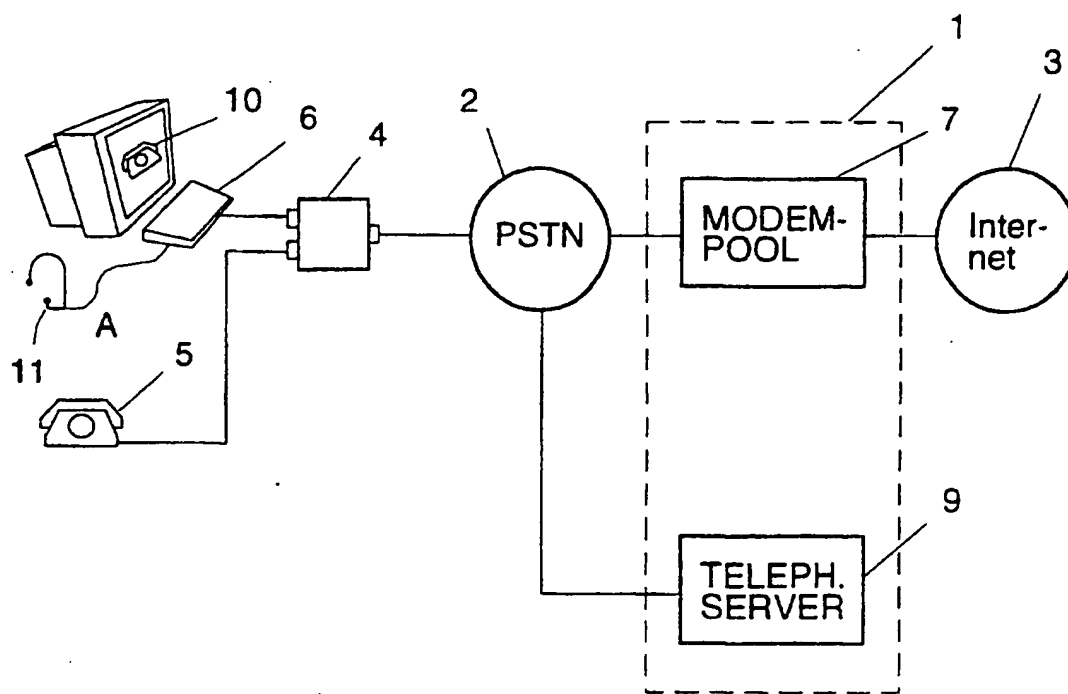 1
2
3
10
6
4
7
PSTN
MODEM-
POOL
Inter-
net
A
11
5
9
TELEPH.
SERVER